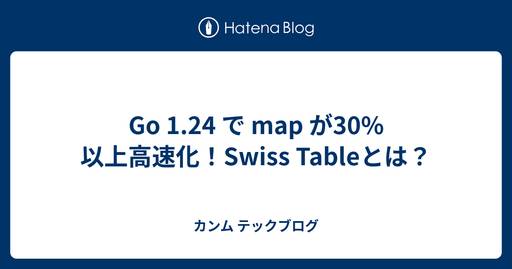 Hatena Blog
Go 1.24 で map が30%
以上高速化！Swiss Tableとは？
カンム テックブログ